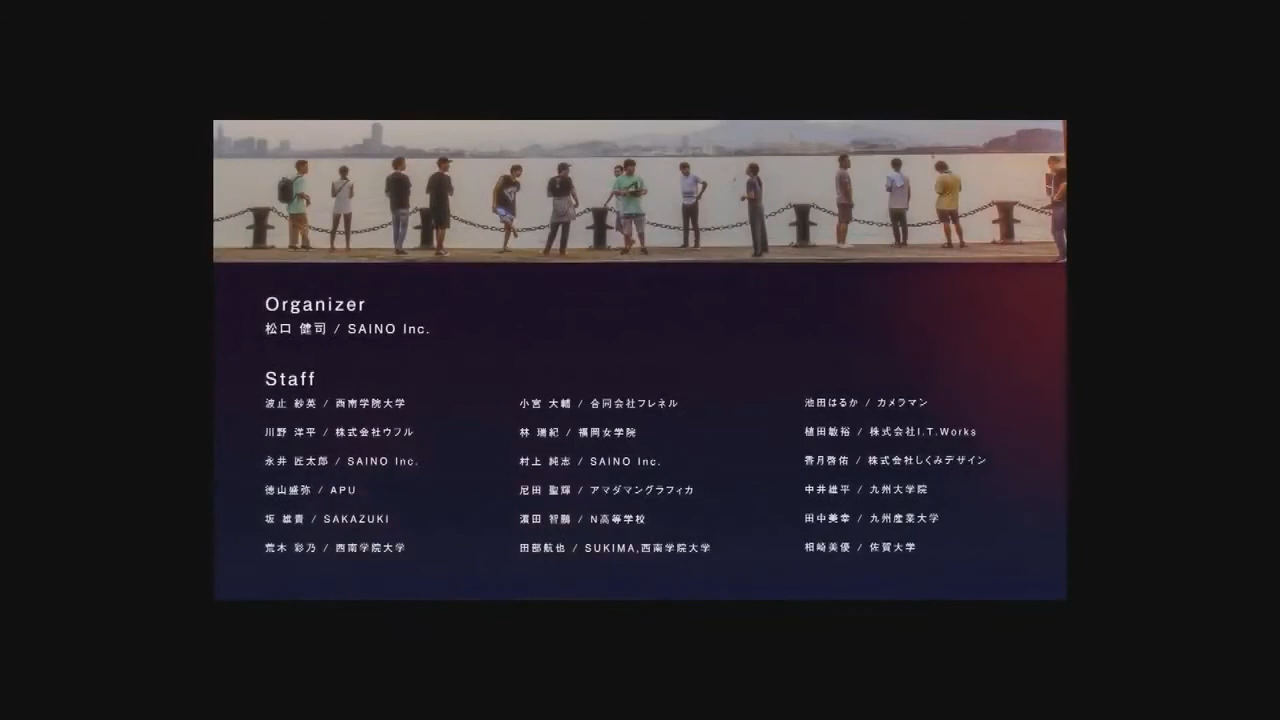 Organizer
松口 健司 / SAINO Inc.
Staff
波止 紗英 / 西南学院大学
川野 洋平 / 株式会社ウフル
永井 匠太郎 / SAINO Inc.
徳山盛弥 / APU
坂 雄貴 / SAKAZUKI
荒木 彩乃 / 西南学院大学
小宮 大輔 / 合同会社フレネル
林 瑞紀 / 福岡女学院
村上 純志 / SAINO Inc.
尼田 聖輝 / アマダマングラフィカ
濱田 智鵬 / N高等学校
田部航也 / SUKIMA,西南学院大学
池田はるか / カメラマン
植田敏裕 / 株式会社I.T.Works
香月啓佑 / 株式会社しくみデザイン
中井雄平 / 九州大学院
田中美幸 / 九州産業大学
相崎美優 / 佐賀大学